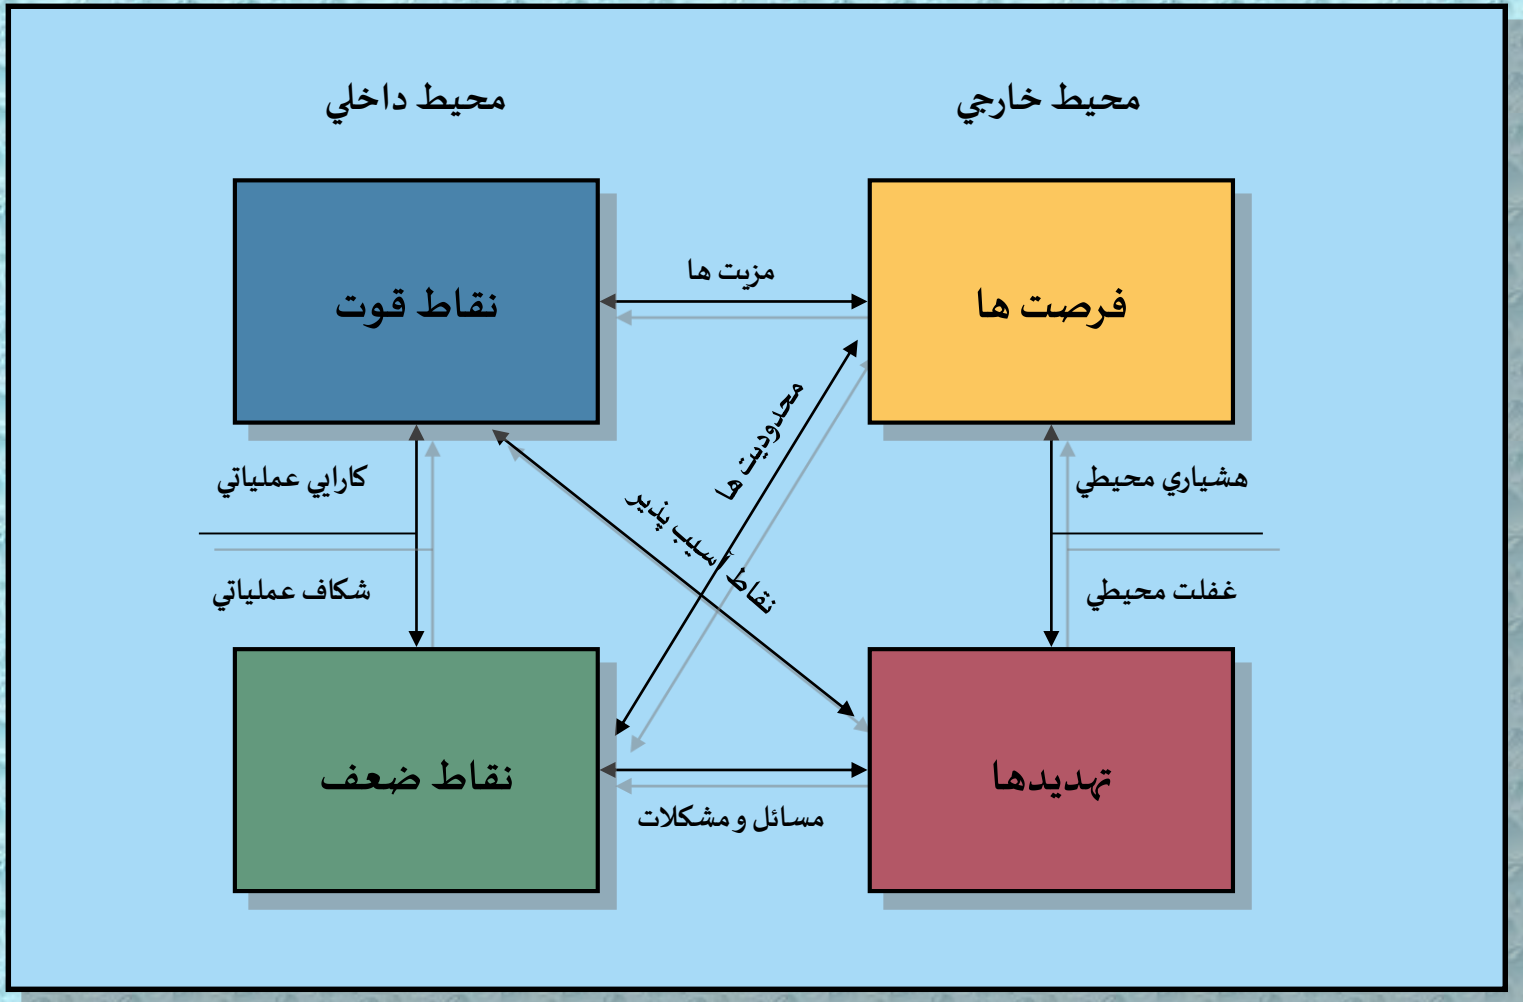 محيط خارجي
محيط داخلي
فرصت ها
مزيت ها
نقاط قوت
محدوديت ها
نقاط آسيب پذير
هشياري محيطي
غفلت محيطي
كارايي عملياتي
شكاف عملياتي
تهديدها
مسائل و مشكلات
نقاط ضعف